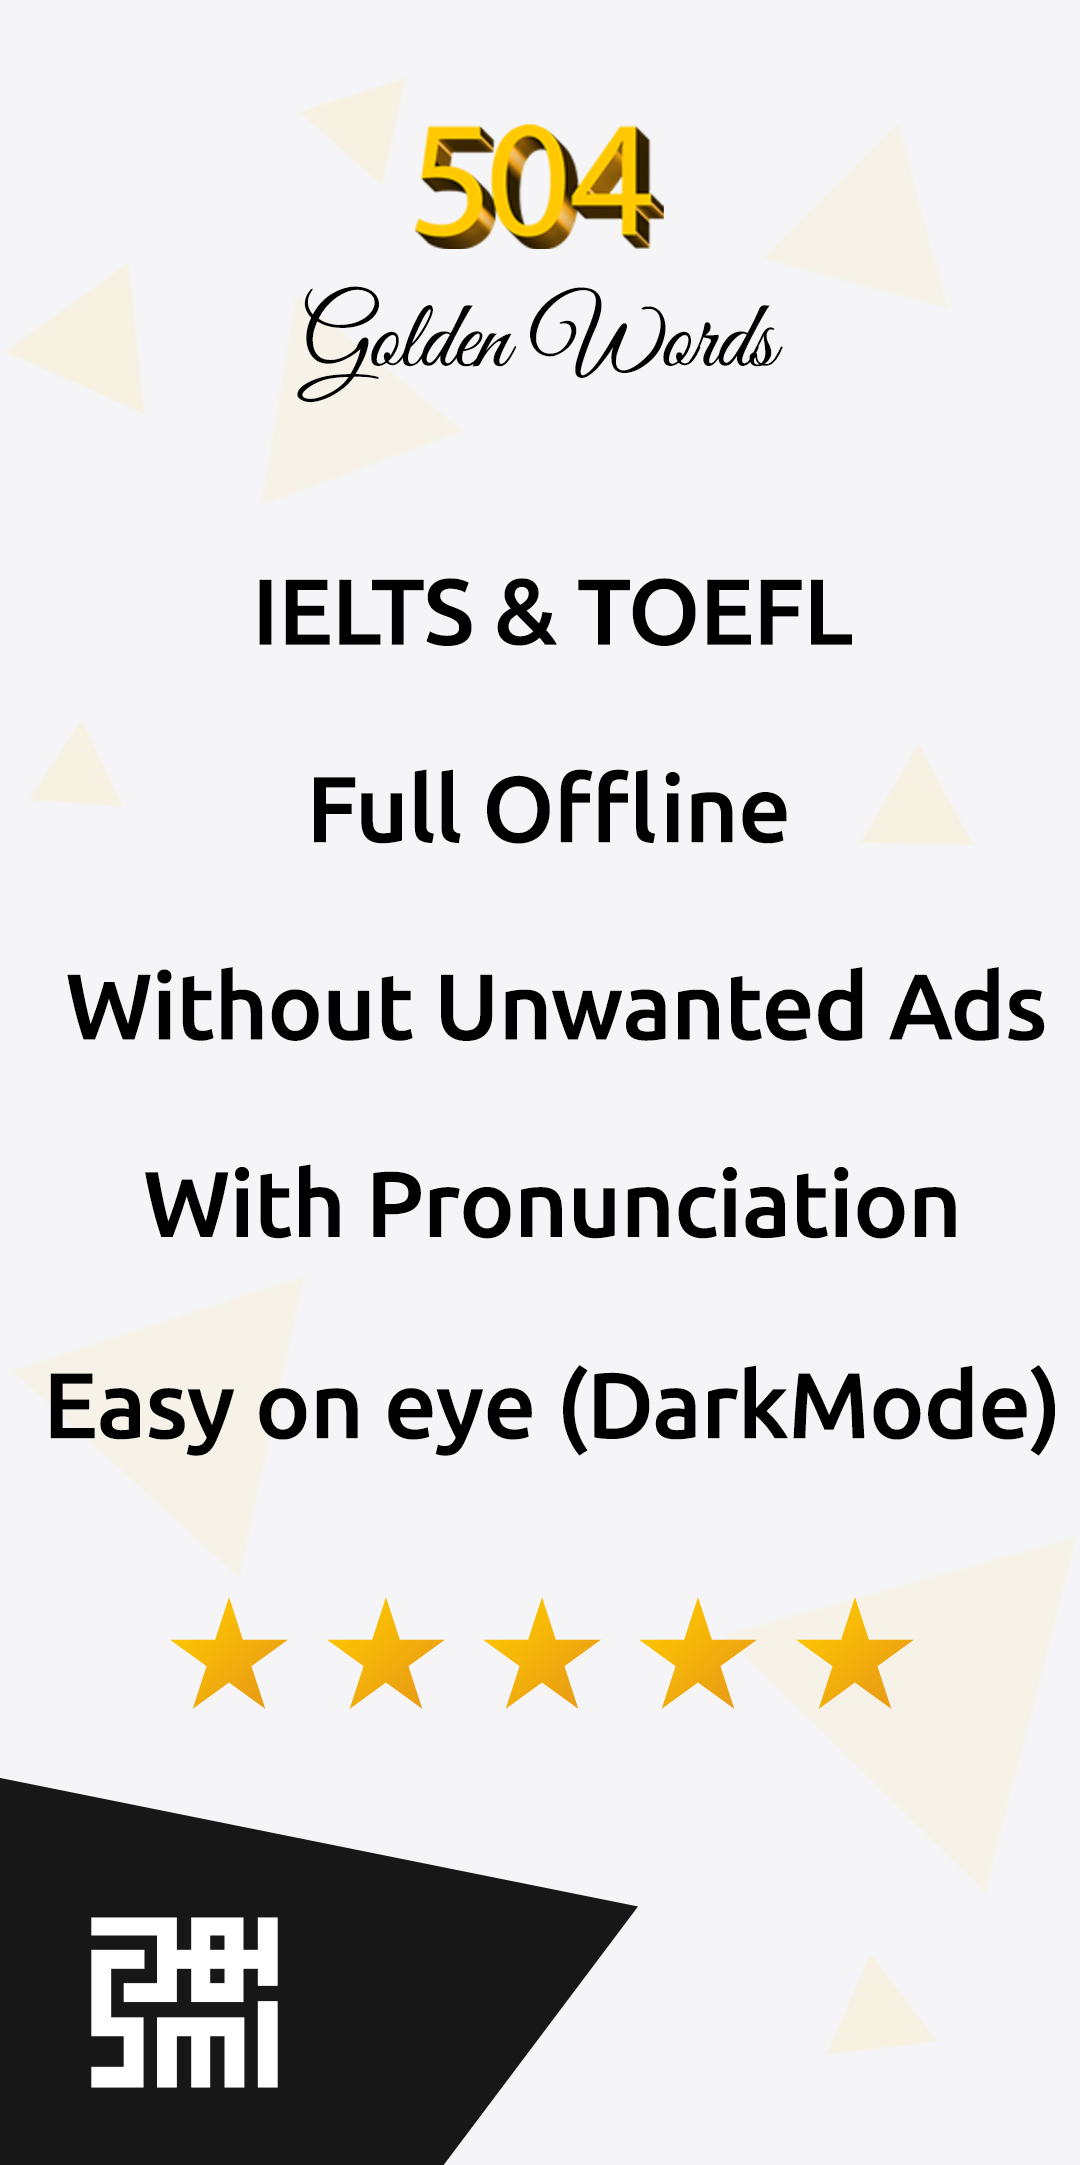 504
Golden Words
IELTS & TOEFL
Full Offline
Without Unwanted Ads
With Pronunciation
Easy on eye (DarkMode)